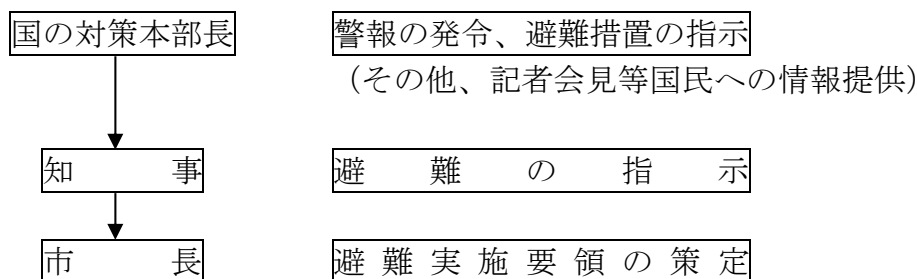 国の対策本部長 警報の発令、避難措置の指示
（その他、記者会見等国民への情報提供）
知事 避難の指示
市長 避難実施要領の策定